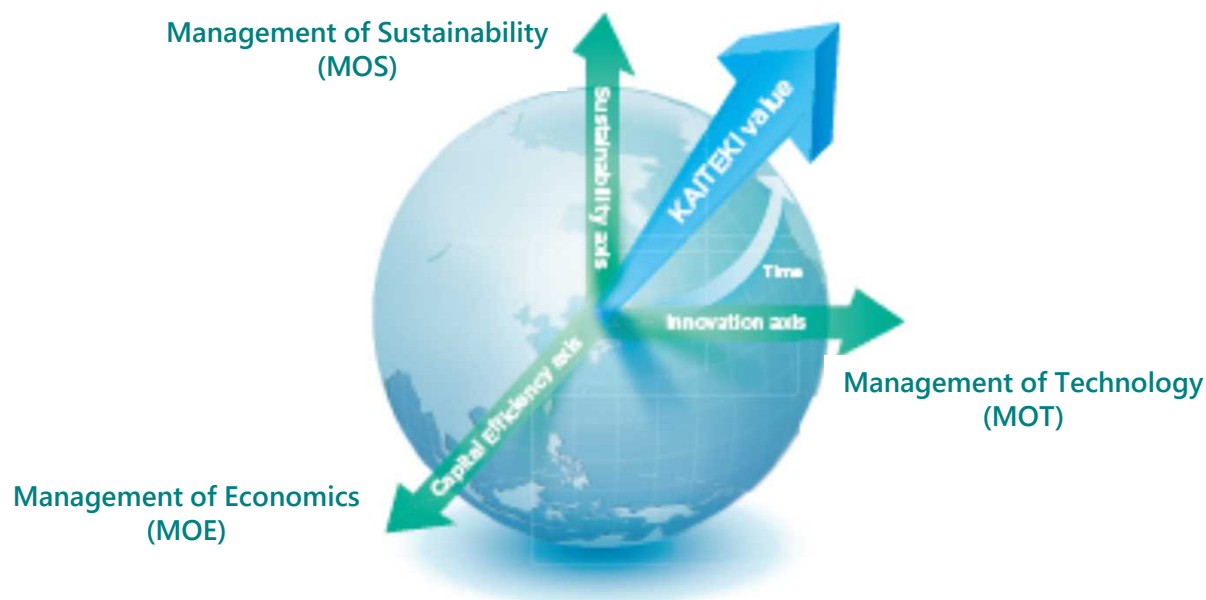 Management of Sustainability
(MOS)
Sustainability axis
KAITEKI value
Time
Innovation axis
Capital Efficiency axis
Management of Technology
(MOT)
Management of Economics
(MOE)